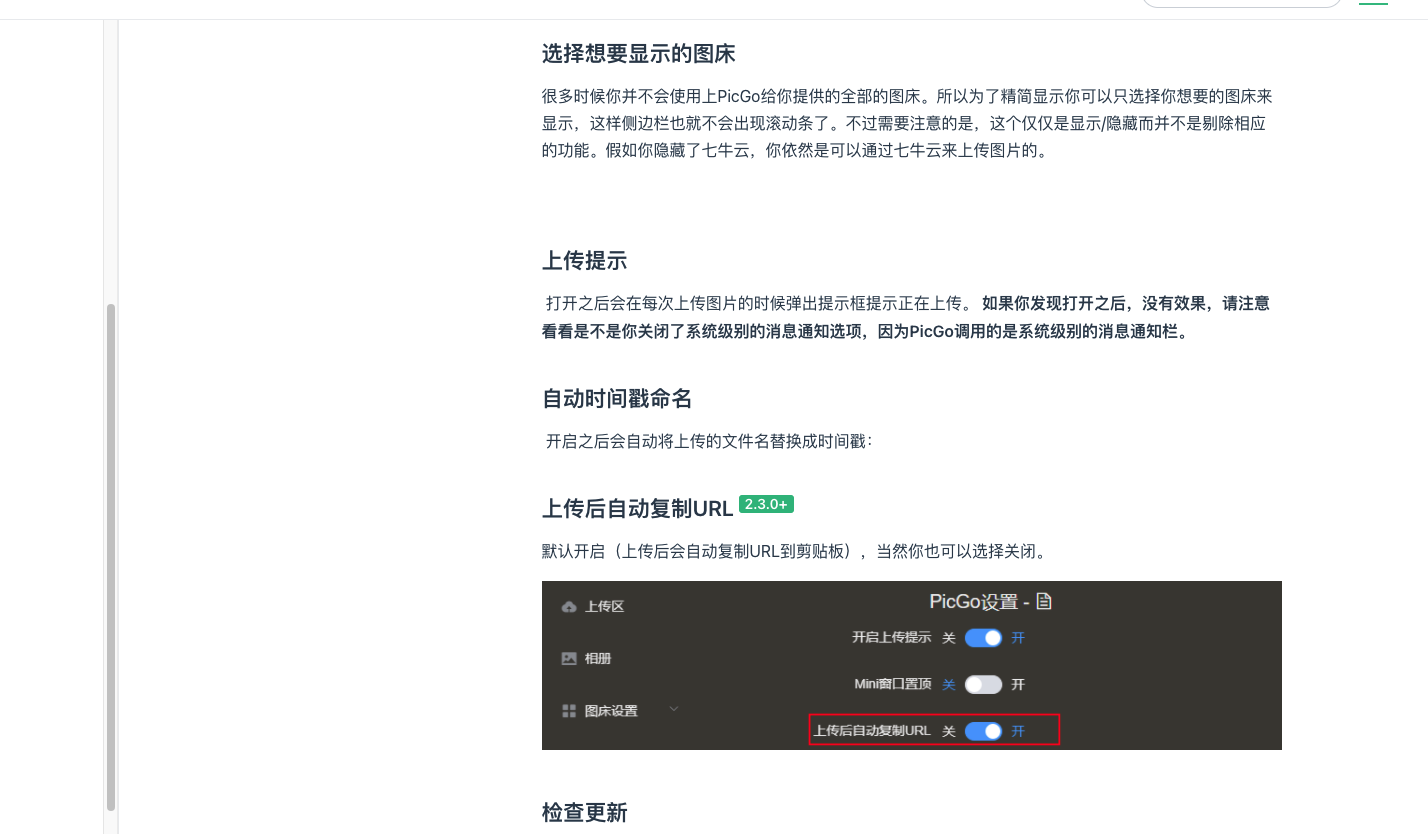 选择想要显示的图床
很多时候你并不会使用上PicGo给你提供的全部的图床。所以为了精简显示你可以只选择你想要的图床来
显示，这样侧边栏也就不会出现滚动条了。不过需要注意的是，这个仅仅是显示/隐藏而并不是剔除相应
的功能。假如你隐藏了七牛云，你依然是可以通过七牛云来上传图片的。
上传提示
打开之后会在每次上传图片的时候弹出提示框提示正在上传。 如果你发现打开之后，没有效果，请注意
看看是不是你关闭了系统级别的消息通知选项，因为PicGo调用的是系统级别的消息通知栏。
自动时间戳命名
开启之后会自动将上传的文件名替换成时间戳：
上传后自动复制URL 2.3.0+
默认开启（上传后会自动复制URL到剪贴板），当然你也可以选择关闭。
上传区
PicGo设置 -
开启上传提示 关 开
相册
Mini窗口置顶 关 开
图床设置
上传后自动复制URL 关 开
检查更新